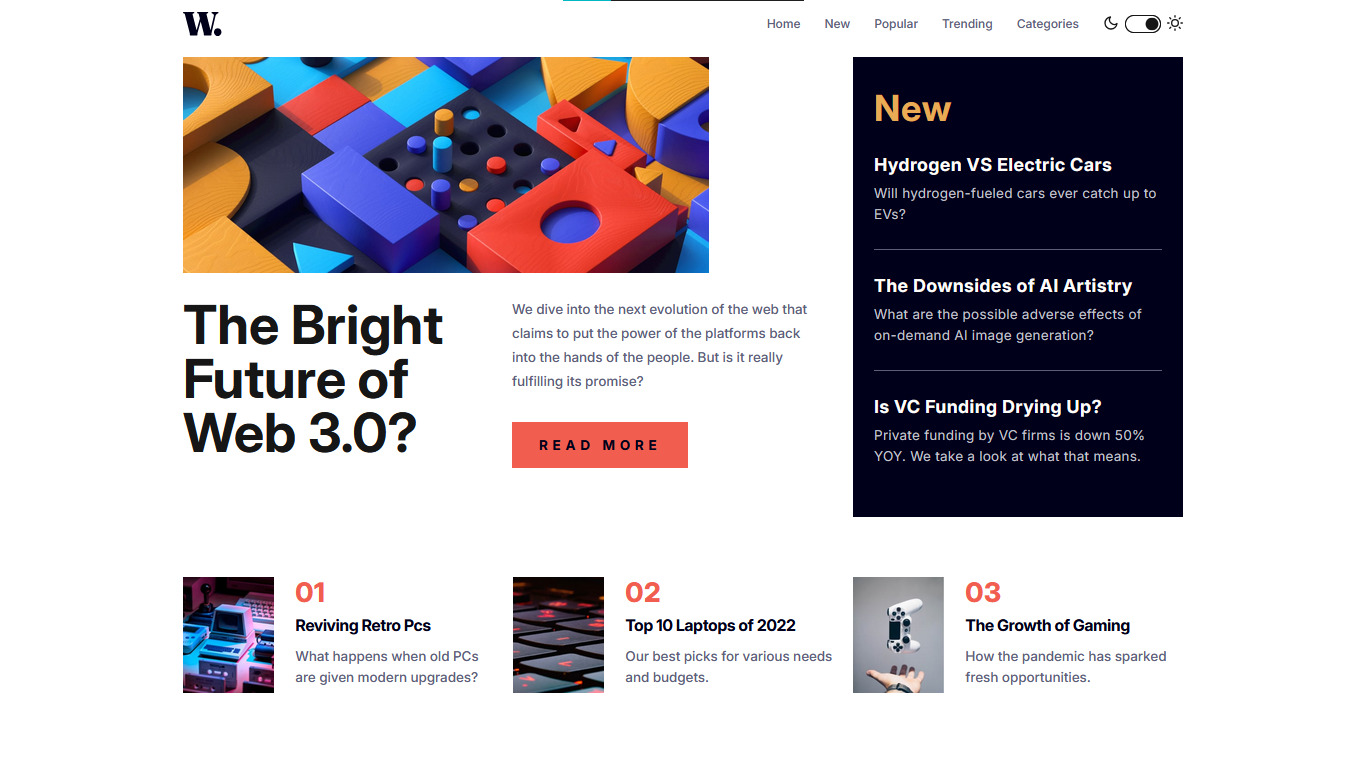 W.
Home New Popular Trending Categories
New
Hydrogen VS Electric Cars
Will hydrogen-fueled cars ever catch up to
EVs?
The Downsides of AI Artistry
What are the possible adverse effects of
on-demand AI image generation?
Is VC Funding Drying Up?
Private funding by VC firms is down 50%
YOY. We take a look at what that means.
The Bright
Future of
Web 3.0?
We dive into the next evolution of the web that
claims to put the power of the platforms back
into the hands of the people. But is it really
fulfilling its promise?
READ MORE
01
Reviving Retro Pcs
What happens when old PCs
are given modern upgrades?
02
Top 10 Laptops of 2022
Our best picks for various needs
and budgets.
03
The Growth of Gaming
How the pandemic has sparked
fresh opportunities.